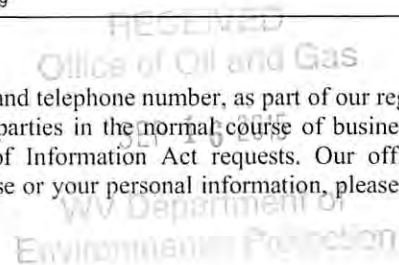 RECEIVED
Office of Oil and Gas
and telephone number, as part of our reg
parties in the normal course of busine
SEP 16 2015
of Information Act requests. Our off
se or your personal information, please
WV Department of
Environmental Protection